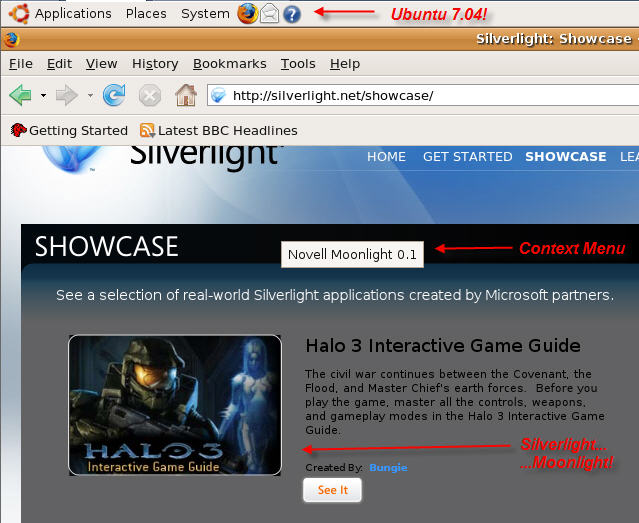 Applications Places System
Ubuntu 7.04!
Silverlight: Showcase -
File Edit View History Bookmarks Tools Help
http://silverlight.net/showcase/
Getting Started Latest BBC Headlines
Silverlight
HOME GET STARTED SHOWCASE LEA
SHOWCASE
Novell Moonlight 0.1
Context Menu
See a selection of real-world Silverlight applications created by Microsoft partners.
Halo 3 Interactive Game Guide
The civil war continues between the Covenant, the
Flood, and Master Chief's earth forces. Before you
play the game, master all the controls, weapons,
and gameplay modes in the Halo 3 Interactive Game
Guide.
HALO 3
Interactive Game Guide
Silverlight...
...Moonlight!
Created By: Bungie
See It